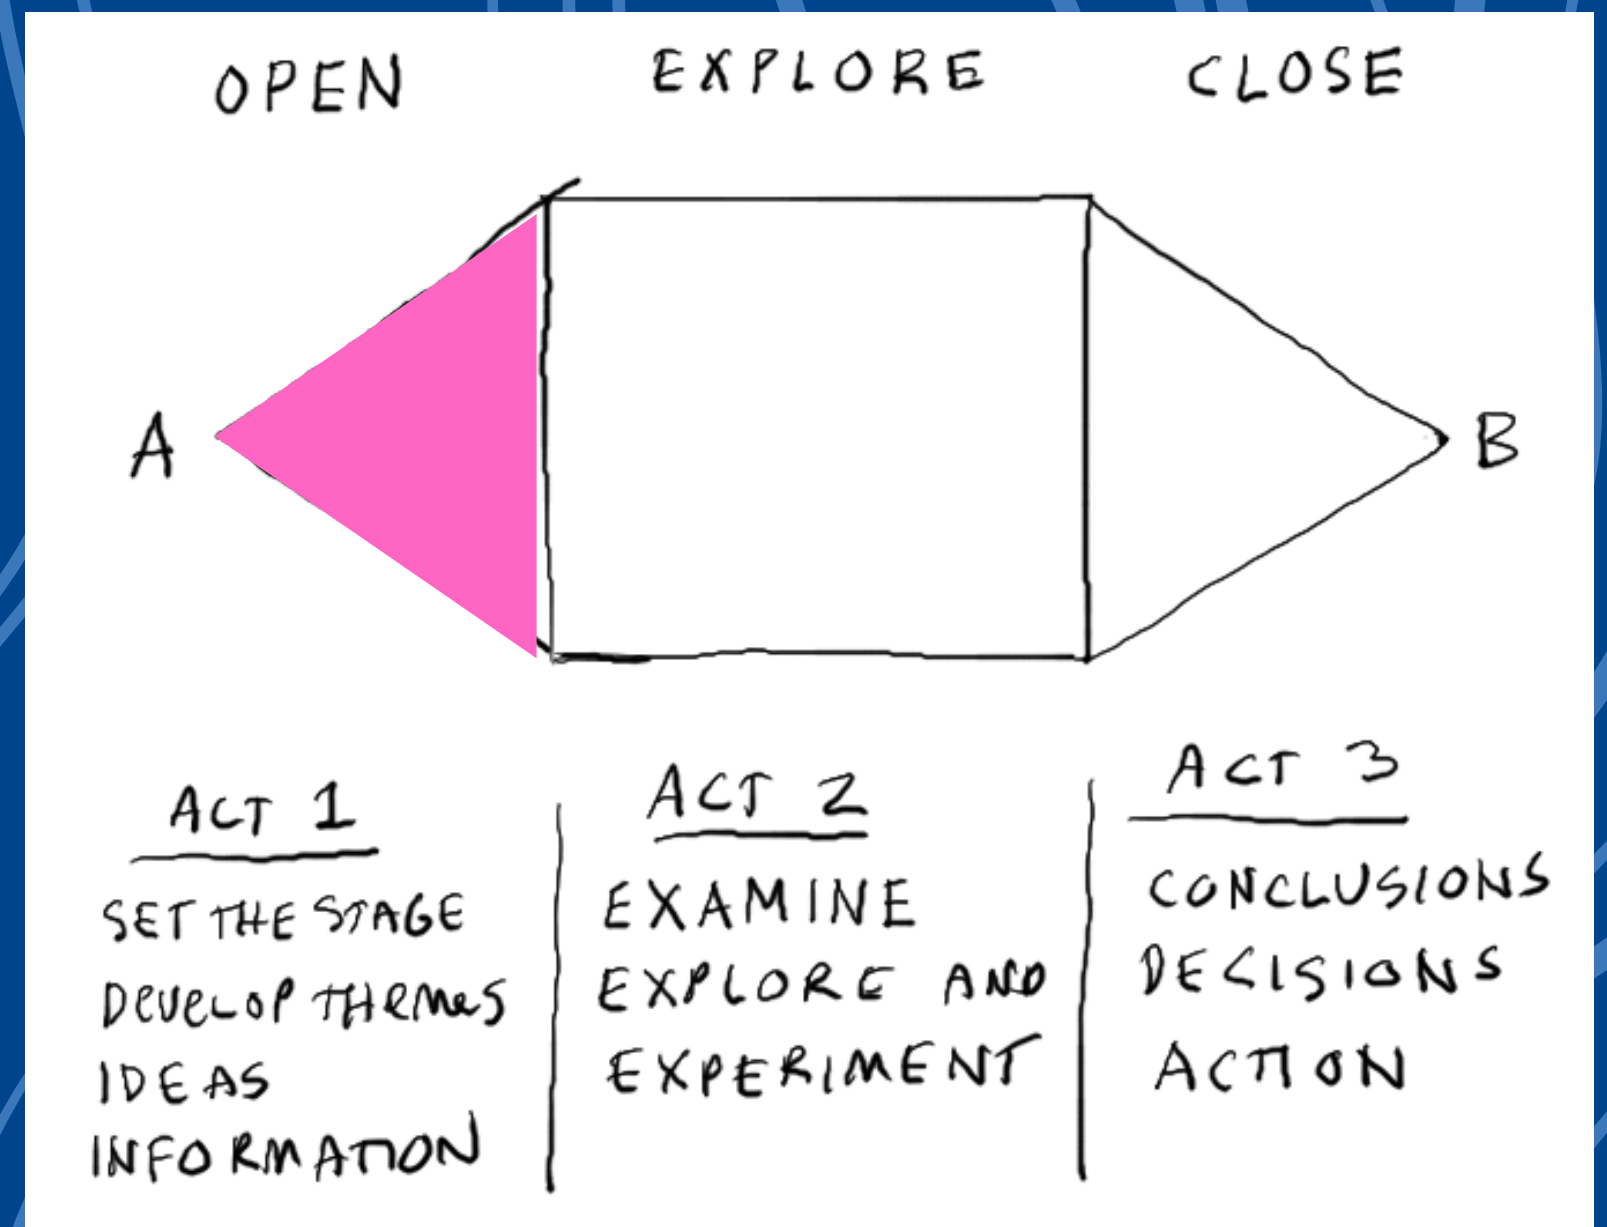 OPEN EXPLORE CLOSE
A B
ACT 1
SET THE STAGE
DEVELOP THEMES
IDEAS
INFORMATION
ACT 2
EXAMINE
EXPLORE AND
EXPERIMENT
ACT 3
CONCLUSIONS
DECISIONS
ACTION